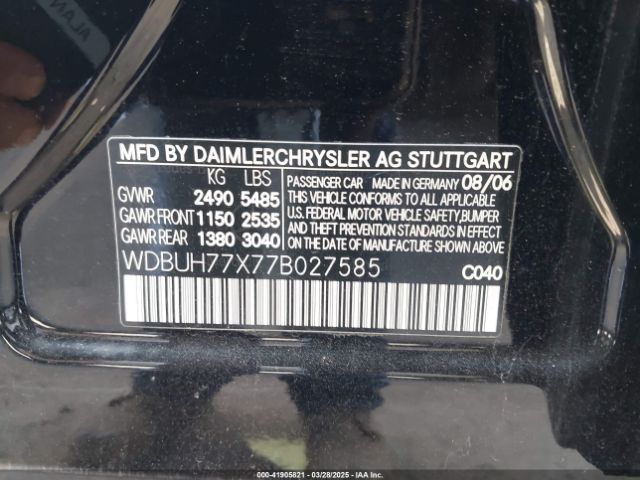 MFD BY DAIMLERCHRYSLER AG STUTTGART
KG LBS
GVWR 2490 5485
GAWR FRONT 1150 2535
GAWR REAR 1380 3040
PASSENGER CAR MADE IN GERMANY 08/06
THIS VEHICLE CONFORMS TO ALL APPLICABLE
U.S. FEDERAL MOTOR VEHICLE SAFETY, BUMPER
AND THEFT PREVENTION STANDARDS IN EFFECT
ON THE DATE OF MANUFACTURE SHOWN ABOVE.
WDBUH77X77B027585
C040
000-41905821 - 03/28/2025 - IAAI.COM